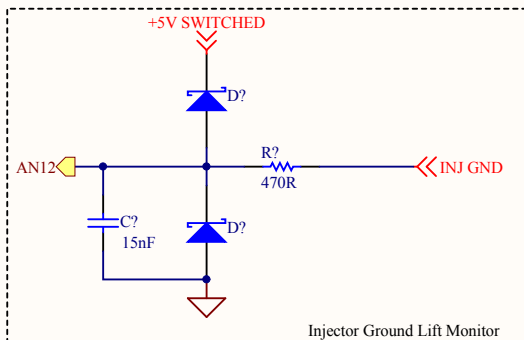 +5V SWITCHED
D?
AN12
R?
470R
INJ GND
C?
15nF
D?
Injector Ground Lift Monitor